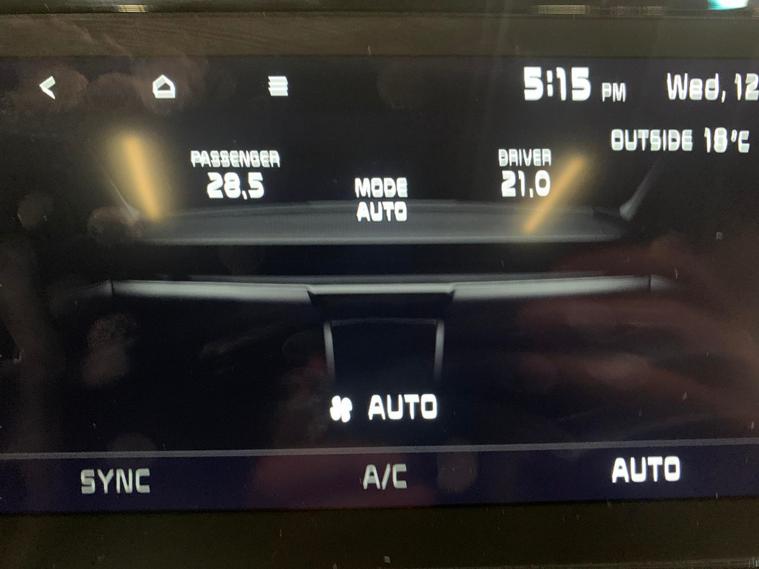 5:15 PM Wed, 12
OUTSIDE 18°C
PASSENGER
28.5
MODE
AUTO
DRIVER
21.0
AUTO
SYNC A/C AUTO